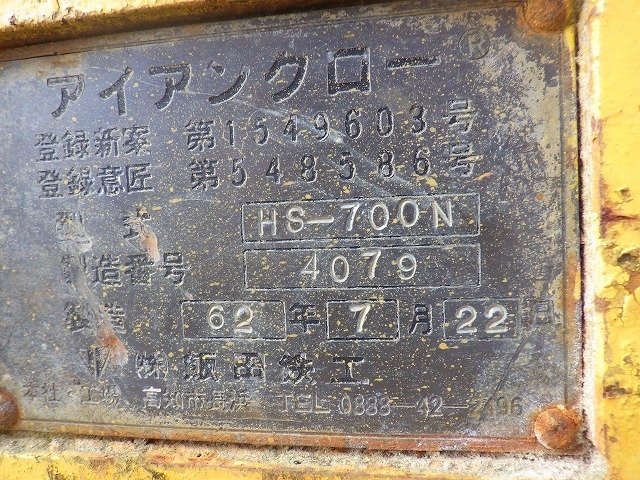 アイアンクロー®
登録新案 第1549603号
登録意匠 第548586号
型式 HS-700N
製造番号 4079
製造 62年7月22日
㈱飯田鉄工
本社・工場 高知市長浜 TEL 0888-42-